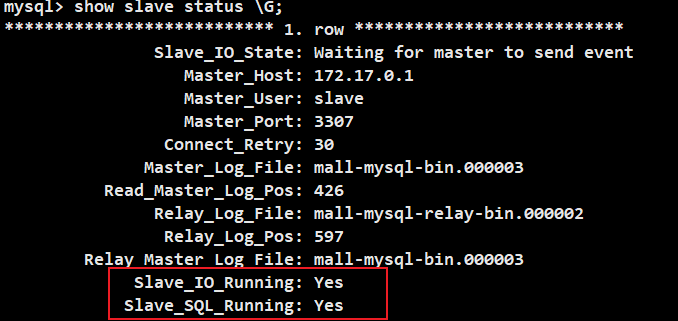 mysql> show slave status \G;
*************************** 1. row ***************************
Slave_IO_State: Waiting for master to send event
Master_Host: 172.17.0.1
Master_User: slave
Master_Port: 3307
Connect_Retry: 30
Master_Log_File: mall-mysql-bin.000003
Read_Master_Log_Pos: 426
Relay_Log_File: mall-mysql-relay-bin.000002
Relay_Log_Pos: 597
Relay_Master_Log_File: mall-mysql-bin.000003
Slave_IO_Running: Yes
Slave_SQL_Running: Yes